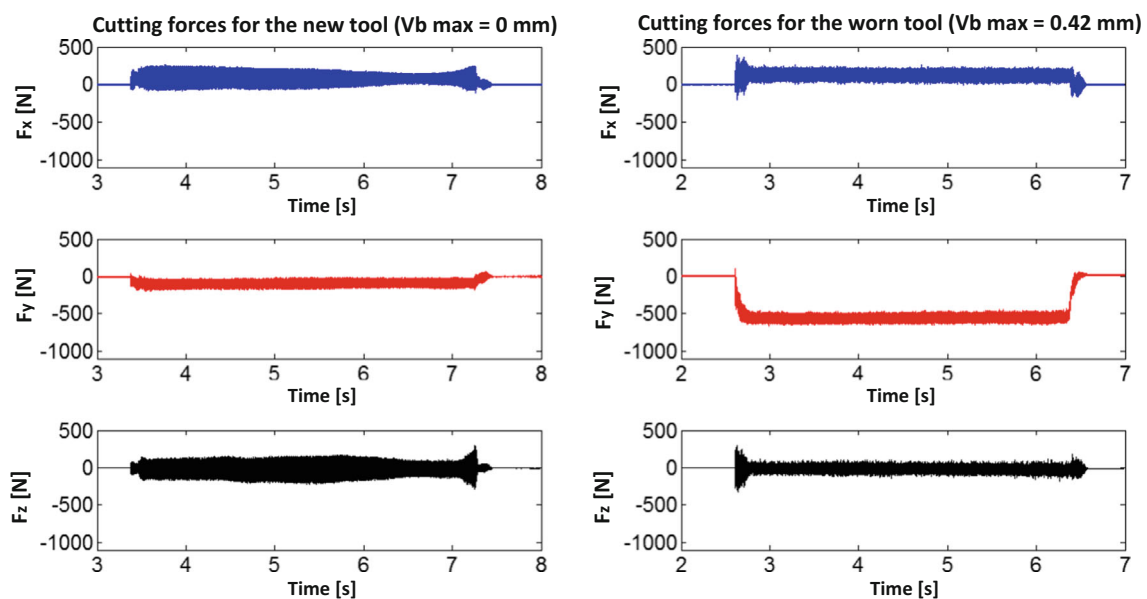 Cutting forces for the new tool (Vb max = 0 mm)
500
0
-500
-1000
Fx [N]
3 4 5 6 7 8
Time [s]
500
0
-500
-1000
Fy [N]
3 4 5 6 7 8
Time [s]
500
0
-500
-1000
Fz [N]
3 4 5 6 7 8
Time [s]
Cutting forces for the worn tool (Vb max = 0.42 mm)
500
0
-500
-1000
Fx [N]
2 3 4 5 6 7
Time [s]
500
0
-500
-1000
Fy [N]
2 3 4 5 6 7
Time [s]
500
0
-500
-1000
Fz [N]
2 3 4 5 6 7
Time [s]